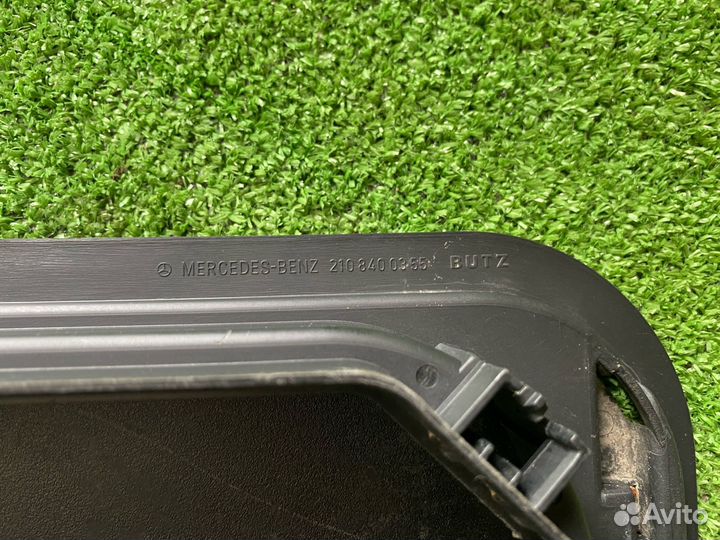 MERCEDES-BENZ 210 840 03 55 BUTZ
Avito